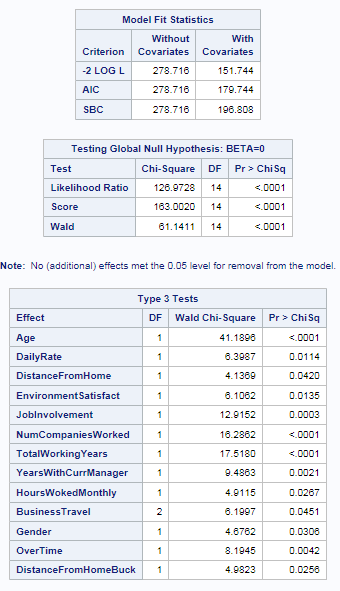 Model Fit Statistics
Criterion Without Covariates With Covariates
-2 LOG L 278.716 151.744
AIC 278.716 179.744
SBC 278.716 196.808
Testing Global Null Hypothesis: BETA=0
Test Chi-Square DF Pr > ChiSq
Likelihood Ratio 126.9728 14 <.0001
Score 163.0020 14 <.0001
Wald 61.1411 14 <.0001
Note: No (additional) effects met the 0.05 level for removal from the model.
Type 3 Tests
Effect DF Wald Chi-Square Pr > ChiSq
Age 1 41.1896 <.0001
DailyRate 1 6.3987 0.0114
DistanceFromHome 1 4.1369 0.0420
EnvironmentSatisfact 1 6.1062 0.0135
JobInvolvement 1 12.9152 0.0003
NumCompaniesWorked 1 16.2862 <.0001
TotalWorkingYears 1 17.5180 <.0001
YearsWithCurrManager 1 9.4863 0.0021
HoursWokedMonthly 1 4.9115 0.0267
BusinessTravel 2 6.1997 0.0451
Gender 1 4.6762 0.0306
OverTime 1 8.1945 0.0042
DistanceFromHomeBuck 1 4.9823 0.0256